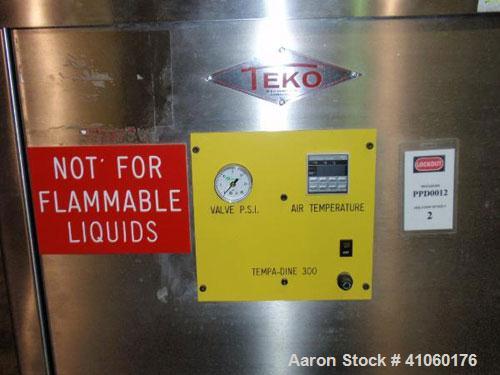 TEKO
NOT FOR
FLAMMABLE
LIQUIDS
VALVE P.S.I.
AIR TEMPERATURE
TEMPA-DINE 300
LOCKOUT
PPD0012
2
Aaron Stock # 41060176